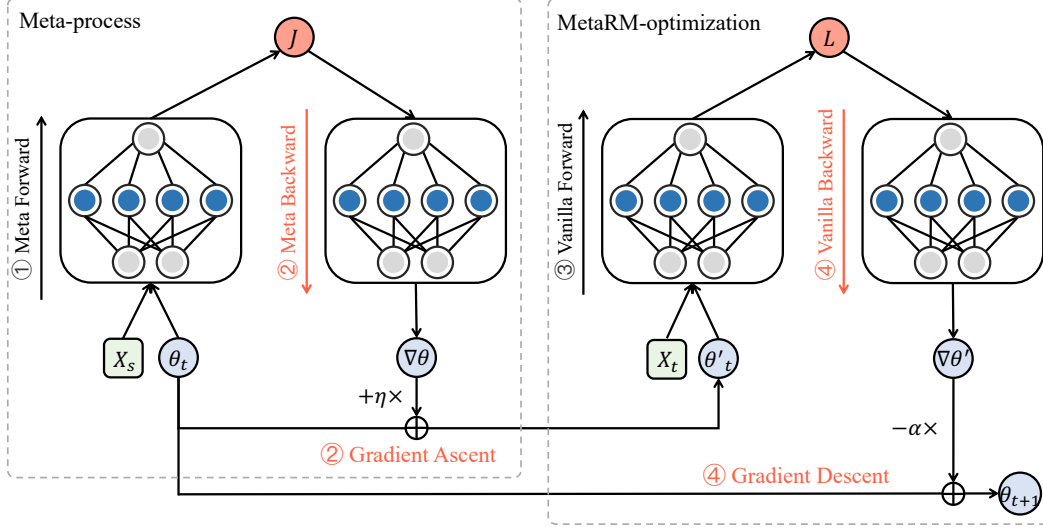 Meta-process
J
① Meta Forward
② Meta Backward
X_s
θ_t
∇θ
+η×
② Gradient Ascent
MetaRM-optimization
L
③ Vanilla Forward
④ Vanilla Backward
X_t
θ'_t
∇θ'
−α×
④ Gradient Descent
θ_{t+1}